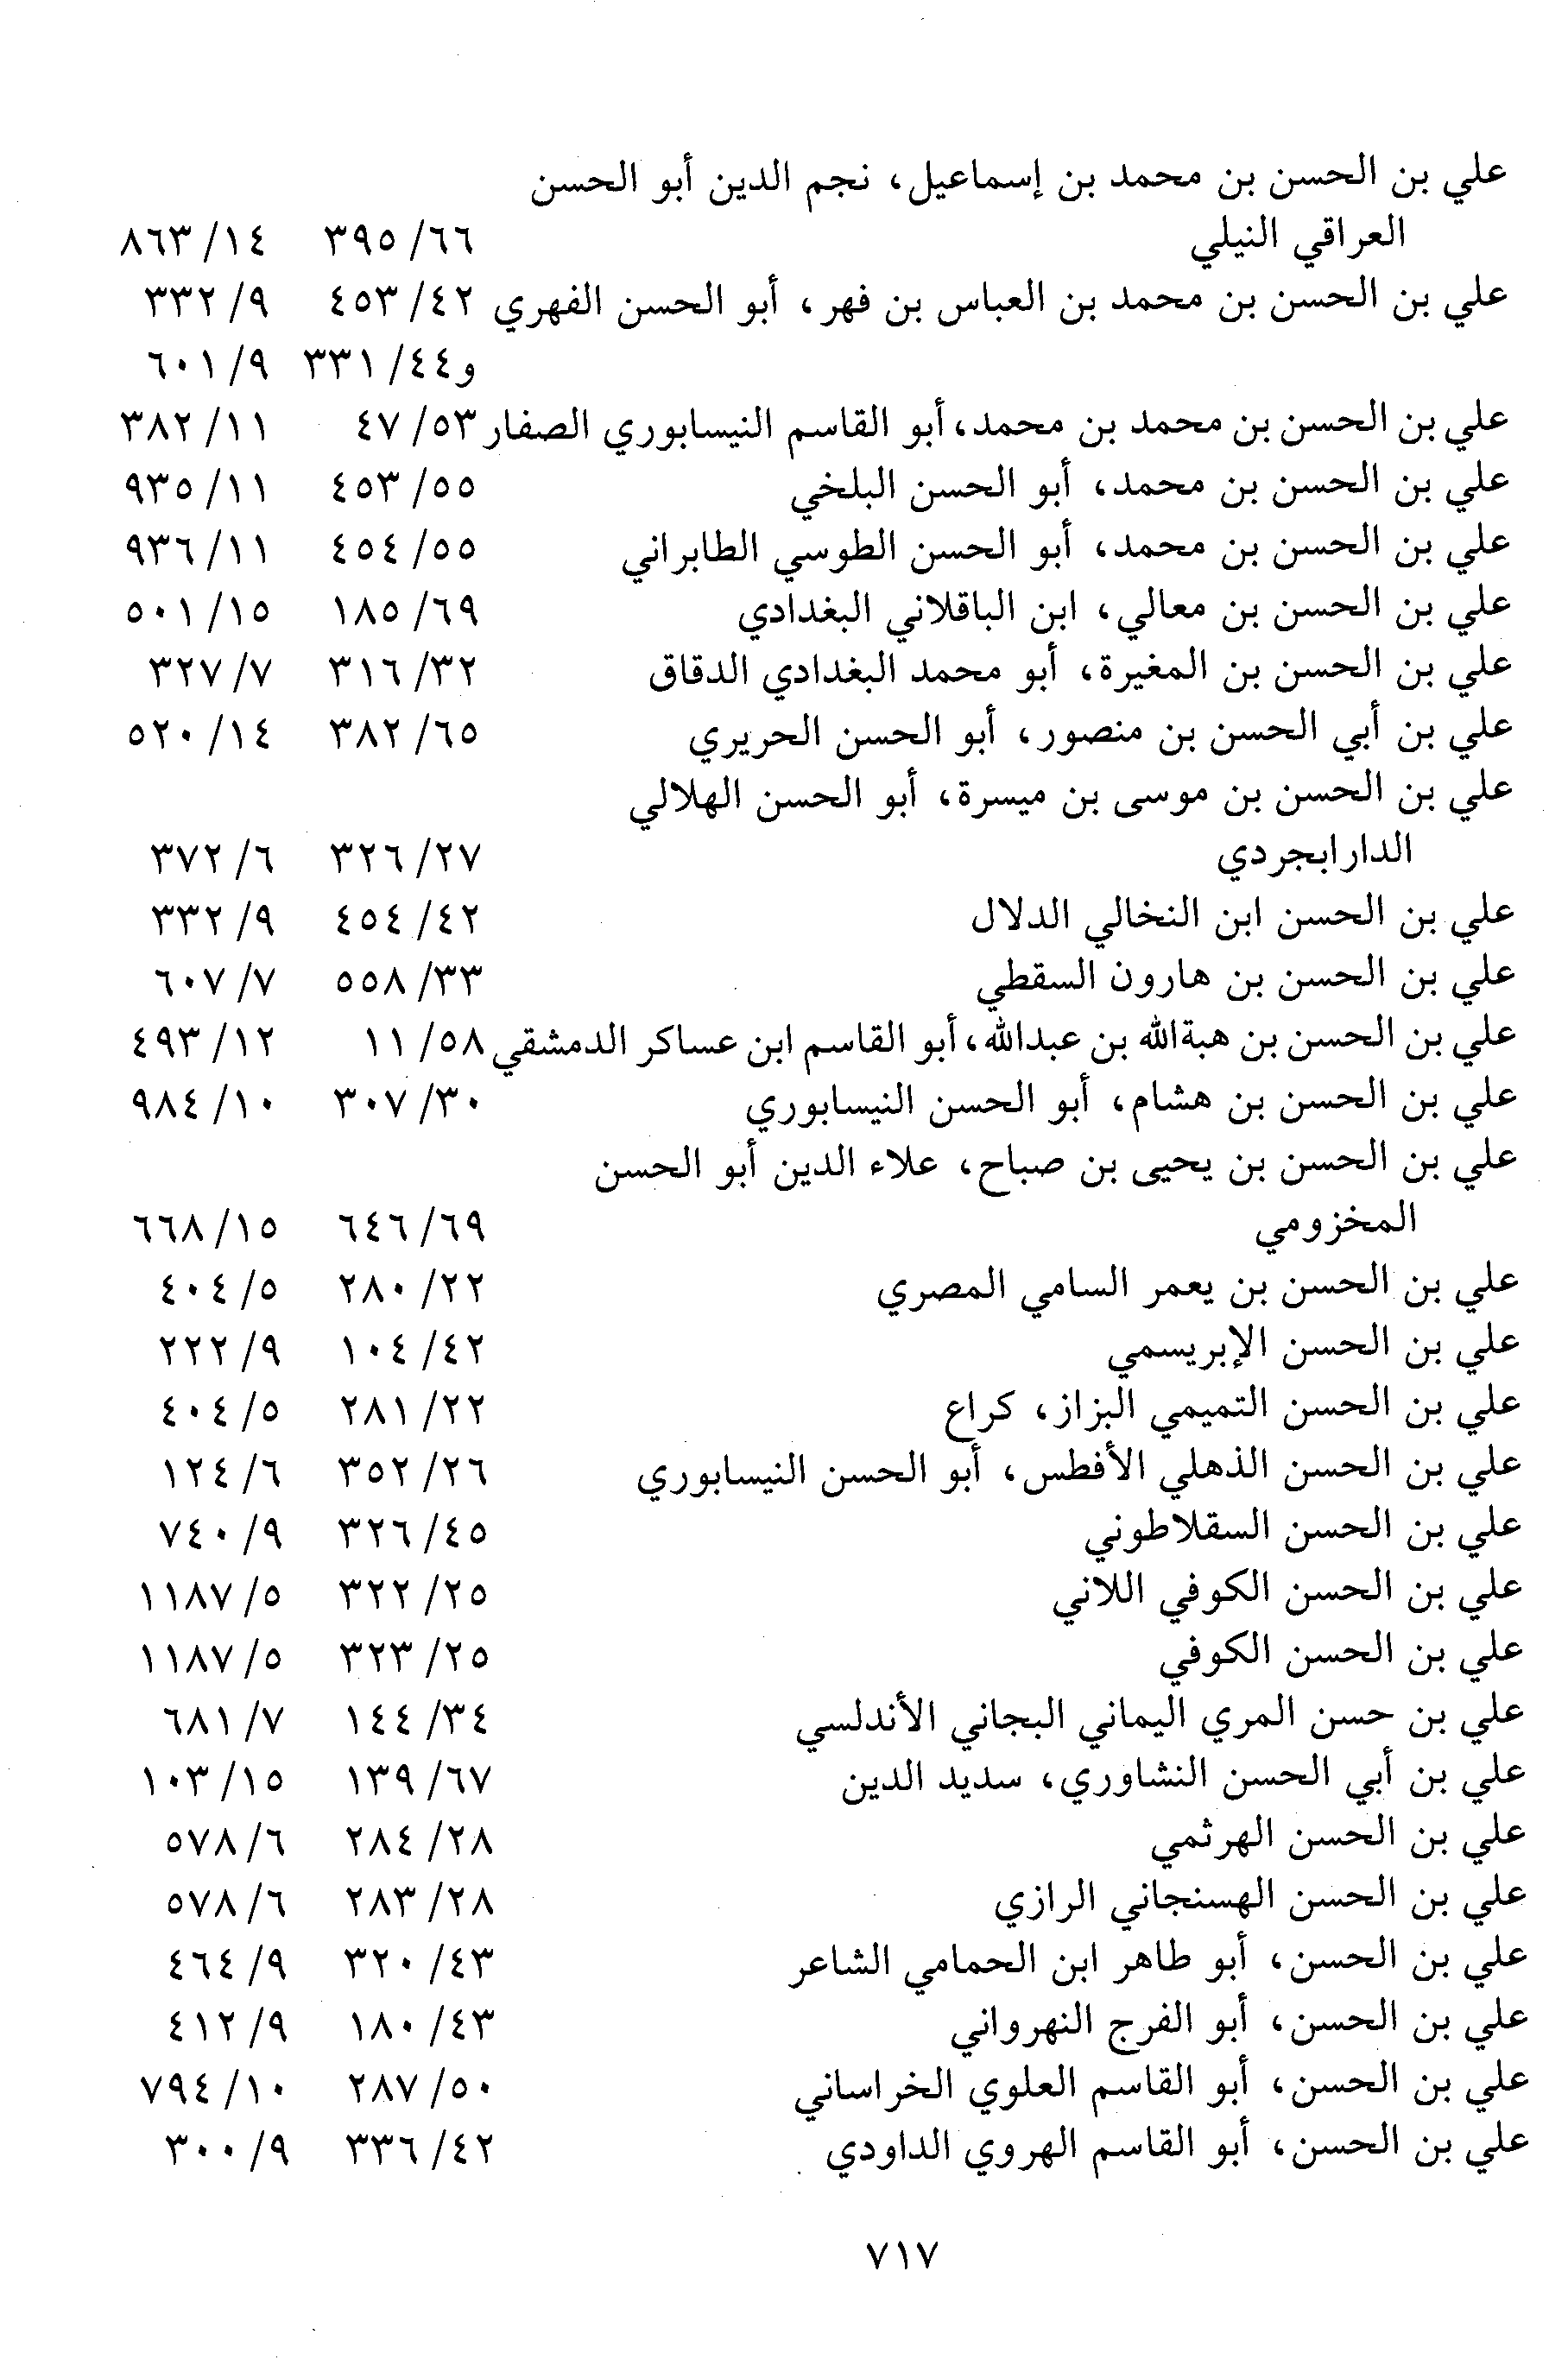 علي بن الحسن بن محمد بن إسماعيل، نجم الدين أبو الحسن
العراقي النيلي ٦٦/ ٣٩٥ ١٤/ ٨٦٣
علي بن الحسن بن محمد بن العباس بن فهر، أبو الحسن الفهري ٤٢/ ٤٥٣ ٩/ ٣٣٢
و٤٤/ ٣٣١ ٩/ ٦٠١
علي بن الحسن بن محمد بن محمد، أبو القاسم النيسابوري الصفار ٥٣/ ٤٧ ١١/ ٣٨٢
علي بن الحسن بن محمد، أبو الحسن البلخي ٥٥/ ٤٥٣ ١١/ ٩٣٥
علي بن الحسن بن محمد، أبو الحسن الطوسي الطابراني ٥٥/ ٤٥٤ ١١/ ٩٣٦
علي بن الحسن بن معالي، ابن الباقلاني البغدادي ٦٩/ ١٨٥ ١٥/ ٥٠١
علي بن الحسن بن المغيرة، أبو محمد البغدادي الدقاق ٣٢/ ٣١٦ ٧/ ٣٢٧
علي بن أبي الحسن بن منصور، أبو الحسن الحريري ٦٥/ ٣٨٢ ١٤/ ٥٢٠
علي بن الحسن بن موسى بن ميسرة، أبو الحسن الهلالي
الدارابجردي ٢٧/ ٣٢٦ ٦/ ٣٧٢
علي بن الحسن ابن النخالي الدلال ٤٢/ ٤٥٤ ٩/ ٣٣٢
علي بن الحسن بن هارون السقطي ٣٣/ ٥٥٨ ٧/ ٦٠٧
علي بن الحسن بن هبةالله بن عبدالله، أبو القاسم ابن عساكر الدمشقي ٥٨/ ١١ ١٢/ ٤٩٣
علي بن الحسن بن هشام، أبو الحسن النيسابوري ٣٠/ ٣٠٧ ١٠/ ٩٨٤
علي بن الحسن بن يحيى بن صباح، علاء الدين أبو الحسن
المخزومي ٦٩/ ٦٤٦ ١٥/ ٦٦٨
علي بن الحسن بن يعمر السامي المصري ٢٢/ ٢٨٠ ٥/ ٤٠٤
علي بن الحسن الإبريسمي ٤٢/ ١٠٤ ٩/ ٢٢٢
علي بن الحسن التميمي البزاز، كراع ٢٢/ ٢٨١ ٥/ ٤٠٤
علي بن الحسن الذهلي الأفطس، أبو الحسن النيسابوري ٢٦/ ٣٥٢ ٦/ ١٢٤
علي بن الحسن السقلاطوني ٤٥/ ٣٢٦ ٩/ ٧٤٠
علي بن الحسن الكوفي اللاني ٢٥/ ٣٢٢ ٥/ ١١٨٧
علي بن الحسن الكوفي ٢٥/ ٣٢٣ ٥/ ١١٨٧
علي بن حسن المري اليماني البجاني الأندلسي ٣٤/ ١٤٤ ٧/ ٦٨١
علي بن أبي الحسن النشاوري، سديد الدين ٦٧/ ١٣٩ ١٥/ ١٠٣
علي بن الحسن الهرثمي ٢٨/ ٢٨٤ ٦/ ٥٧٨
علي بن الحسن الهسنجاني الرازي ٢٨/ ٢٨٣ ٦/ ٥٧٨
علي بن الحسن، أبو طاهر ابن الحمامي الشاعر ٤٣/ ٣٢٠ ٩/ ٤٦٤
علي بن الحسن، أبو الفرج النهرواني ٤٣/ ١٨٠ ٩/ ٤١٢
علي بن الحسن، أبو القاسم العلوي الخراساني ٥٠/ ٢٨٧ ١٠/ ٧٩٤
علي بن الحسن، أبو القاسم الهروي الداودي ٤٢/ ٣٣٦ ٩/ ٣٠٠
٧١٧